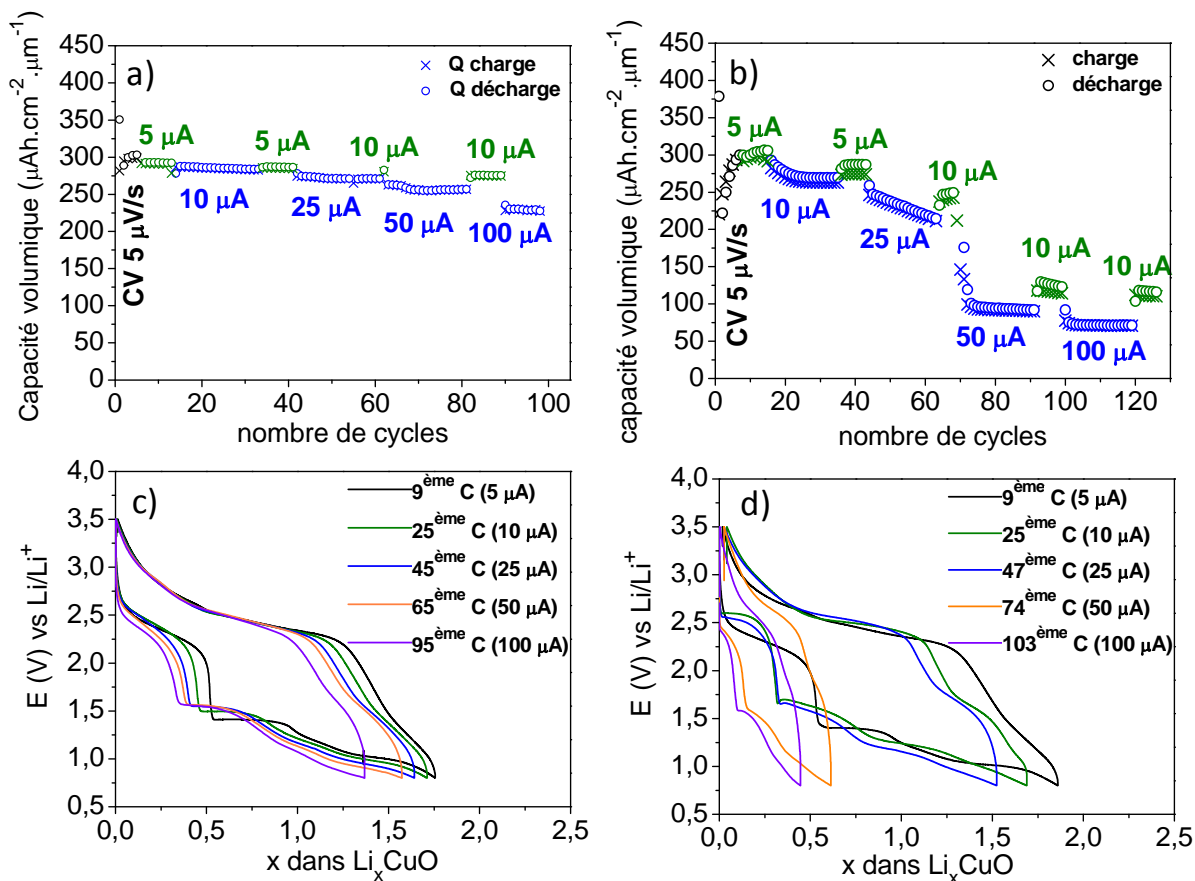 a)
Capacité volumique (µAh.cm-2.µm-1)
450
400
350
300
250
200
150
100
50
0
Q charge
Q décharge
5 µA
5 µA
10 µA
10 µA
10 µA
25 µA
50 µA
100 µA
CV 5 µV/s
0
20
40
60
80
100
nombre de cycles
b)
capacité volumique (µAh.cm-2.µm-1)
450
400
350
300
250
200
150
100
50
0
charge
décharge
5 µA
5 µA
10 µA
10 µA
25 µA
10 µA
10 µA
50 µA
100 µA
CV 5 µV/s
0
20
40
60
80
100
120
nombre de cycles
c)
E (V) vs Li/Li+
4,0
3,5
3,0
2,5
2,0
1,5
1,0
0,5
9ème C (5 µA)
25ème C (10 µA)
45ème C (25 µA)
65ème C (50 µA)
95ème C (100 µA)
0,0
0,5
1,0
1,5
2,0
2,5
x dans LixCuO
d)
E (V) vs Li/Li+
4,0
3,5
3,0
2,5
2,0
1,5
1,0
0,5
9ème C (5 µA)
25ème C (10 µA)
47ème C (25 µA)
74ème C (50 µA)
103ème C (100 µA)
0,0
0,5
1,0
1,5
2,0
2,5
x dans LixCuO